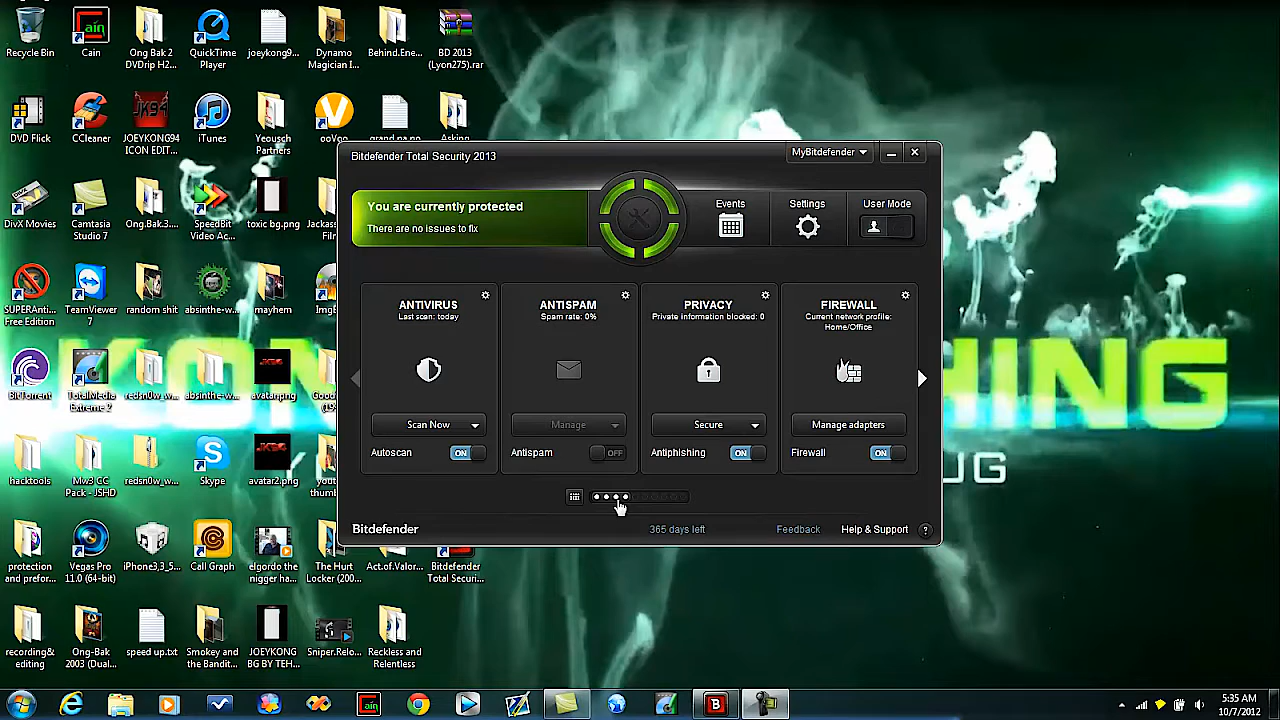 Recycle Bin
Cain
Ong Bak 2
DVDrip H2...
QuickTime
Player
joeykong9...
Dynamo
Magician I...
Behind.Ene...
BD 2013
(Lyon275).rar
DVD Flick
CCleaner
JOEYKONG94
ICON EDIT...
iTunes
Yeousch
Partners
ooVoo
grand pa no
Asking
DivX Movies
Camtasia
Studio 7
Ong.Bak.3....
SpeedBit
Video Ac...
toxic bg.png
Jackass
SUPERAnti...
Free Edition
TeamViewer
7
random shit
absinthe-w...
mayhem
BitTorrent
TotalMedia
Extreme 2
redsn0w_w...
absinthe-w...
avatar.png
hacktools
Mw3 CC
Pack - JSHD
redsn0w_w...
Skype
avatar2.png
protection
and prefor...
Vegas Pro
11.0 (64-bit)
iPhone3,3_5...
Call Graph
elgordo the
nigger ha...
The Hurt
Locker (200...
Act.of.Valor...
Bitdefender
Total Securi...
recording&
editing
Ong-Bak
2003 (Dual...
speed up.txt
Smokey and
the Bandit...
JOEYKONG
BG BY TEH...
Sniper.Relo...
Reckless and
Relentless
Bitdefender Total Security 2013
MyBitdefender
You are currently protected
There are no issues to fix
Events
Settings
User Mode
ANTIVIRUS
Last scan: today
Scan Now
Autoscan
ON
ANTISPAM
Spam rate: 0%
Manage
Antispam
OFF
PRIVACY
Private information blocked: 0
Secure
Antiphishing
ON
FIREWALL
Current network profile:
Home/Office
Manage adapters
Firewall
ON
Bitdefender
365 days left
Feedback
Help & Support
?
HING
UG
5:35 AM
10/7/2012